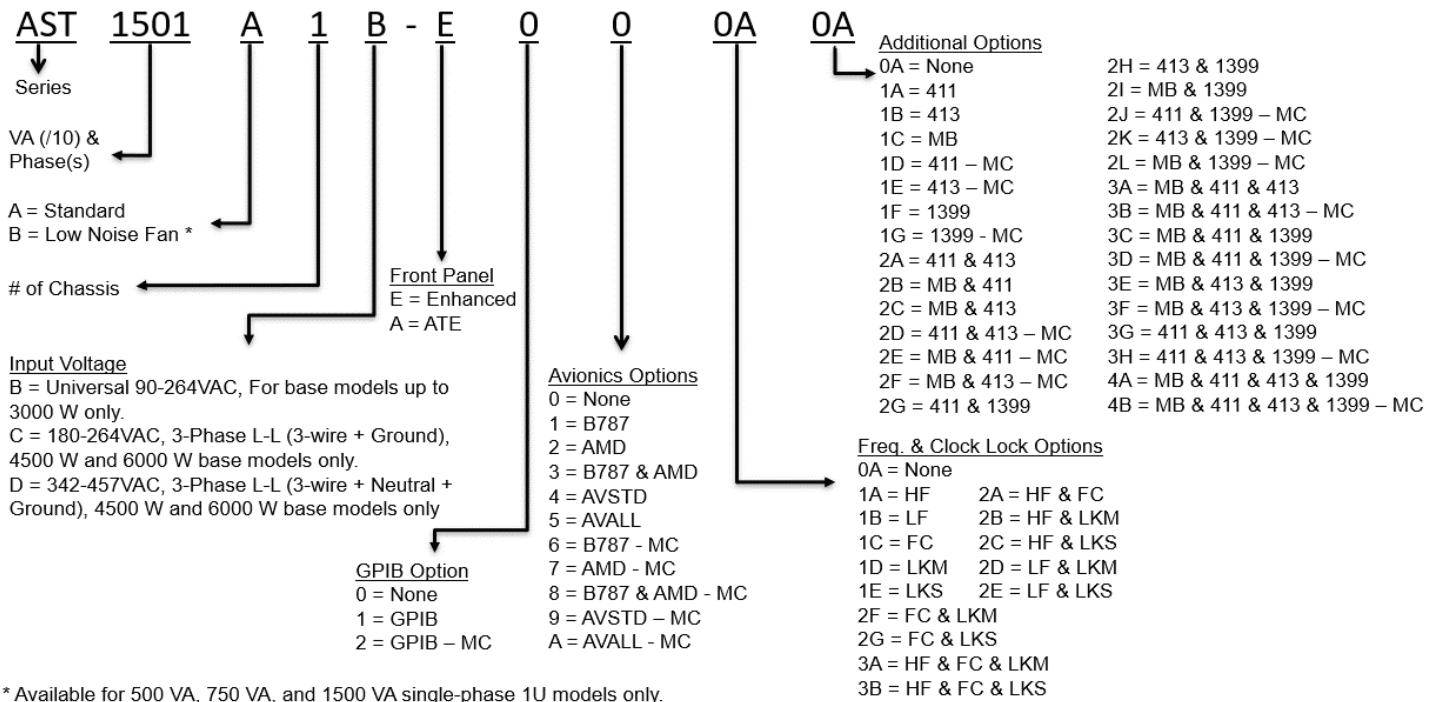 AST 1501 A 1 B - E 0 0 0A 0A
Series
VA (/10) &
Phase(s)
A = Standard
B = Low Noise Fan *
# of Chassis
Input Voltage
B = Universal 90-264VAC, For base models up to
3000 W only.
C = 180-264VAC, 3-Phase L-L (3-wire + Ground),
4500 W and 6000 W base models only.
D = 342-457VAC, 3-Phase L-L (3-wire + Neutral +
Ground), 4500 W and 6000 W base models only
Front Panel
E = Enhanced
A = ATE
GPIB Option
0 = None
1 = GPIB
2 = GPIB – MC
Avionics Options
0 = None
1 = B787
2 = AMD
3 = B787 & AMD
4 = AVSTD
5 = AVALL
6 = B787 - MC
7 = AMD - MC
8 = B787 & AMD - MC
9 = AVSTD – MC
A = AVALL - MC
Additional Options
0A = None
1A = 411
1B = 413
1C = MB
1D = 411 – MC
1E = 413 – MC
1F = 1399
1G = 1399 - MC
2A = 411 & 413
2B = MB & 411
2C = MB & 413
2D = 411 & 413 – MC
2E = MB & 411 – MC
2F = MB & 413 – MC
2G = 411 & 1399
2H = 413 & 1399
2I = MB & 1399
2J = 411 & 1399 – MC
2K = 413 & 1399 – MC
2L = MB & 1399 – MC
3A = MB & 411 & 413
3B = MB & 411 & 413 – MC
3C = MB & 411 & 1399
3D = MB & 411 & 1399 – MC
3E = MB & 413 & 1399
3F = MB & 413 & 1399 – MC
3G = 411 & 413 & 1399
3H = 411 & 413 & 1399 – MC
4A = MB & 411 & 413 & 1399
4B = MB & 411 & 413 & 1399 – MC
Freq. & Clock Lock Options
0A = None
1A = HF 2A = HF & FC
1B = LF 2B = HF & LKM
1C = FC 2C = HF & LKS
1D = LKM 2D = LF & LKM
1E = LKS 2E = LF & LKS
2F = FC & LKM
2G = FC & LKS
3A = HF & FC & LKM
3B = HF & FC & LKS
* Available for 500 VA, 750 VA, and 1500 VA single-phase 1U models only.